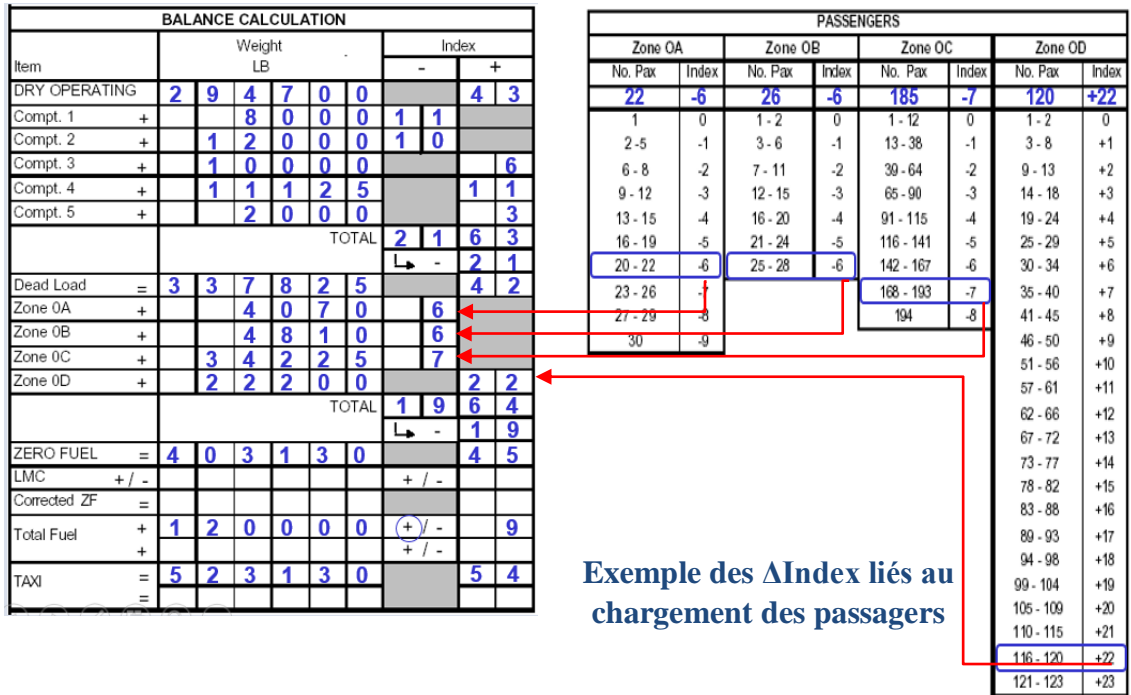 BALANCE CALCULATION
Item Weight LB Index
- +
DRY OPERATING 2 9 4 7 0 0 4 3
Compt. 1 + 8 0 0 0 1 1
Compt. 2 + 1 2 0 0 0 1 0
Compt. 3 + 1 0 0 0 0 6
Compt. 4 + 1 1 1 2 5 1 1
Compt. 5 + 2 0 0 0 3
TOTAL 2 1 6 3
- 2 1
Dead Load = 3 3 7 8 2 5 4 2
Zone 0A + 4 0 7 0 6
Zone 0B + 4 8 1 0 6
Zone 0C + 3 4 2 2 5 7
Zone 0D + 2 2 2 0 0 2 2
TOTAL 1 9 6 4
- 1 9
ZERO FUEL = 4 0 3 1 3 0 4 5
LMC + / - + / -
Corrected ZF =
Total Fuel + 1 2 0 0 0 0 + / - 9
+ + / -
TAXI = 5 2 3 1 3 0 5 4
=
PASSENGERS
Zone OA Zone OB Zone OC Zone OD
No. Pax Index No. Pax Index No. Pax Index No. Pax Index
22 -6 26 -6 185 -7 120 +22
1 0 1 - 2 0 1 - 12 0 1 - 2 0
2 -5 -1 3 - 6 -1 13 - 38 -1 3 - 8 +1
6 - 8 -2 7 - 11 -2 39 - 64 -2 9 - 13 +2
9 - 12 -3 12 - 15 -3 65 - 90 -3 14 - 18 +3
13 - 15 -4 16 - 20 -4 91 - 115 -4 19 - 24 +4
16 - 19 -5 21 - 24 -5 116 - 141 -5 25 - 29 +5
20 - 22 -6 25 - 28 -6 142 - 167 -6 30 - 34 +6
23 - 26 -7 168 - 193 -7 35 - 40 +7
27 - 29 -8 194 -8 41 - 45 +8
30 -9 46 - 50 +9
51 - 56 +10
57 - 61 +11
62 - 66 +12
67 - 72 +13
73 - 77 +14
78 - 82 +15
83 - 88 +16
89 - 93 +17
94 - 98 +18
99 - 104 +19
105 - 109 +20
110 - 115 +21
116 - 120 +22
121 - 123 +23
Exemple des ΔIndex liés au
chargement des passagers